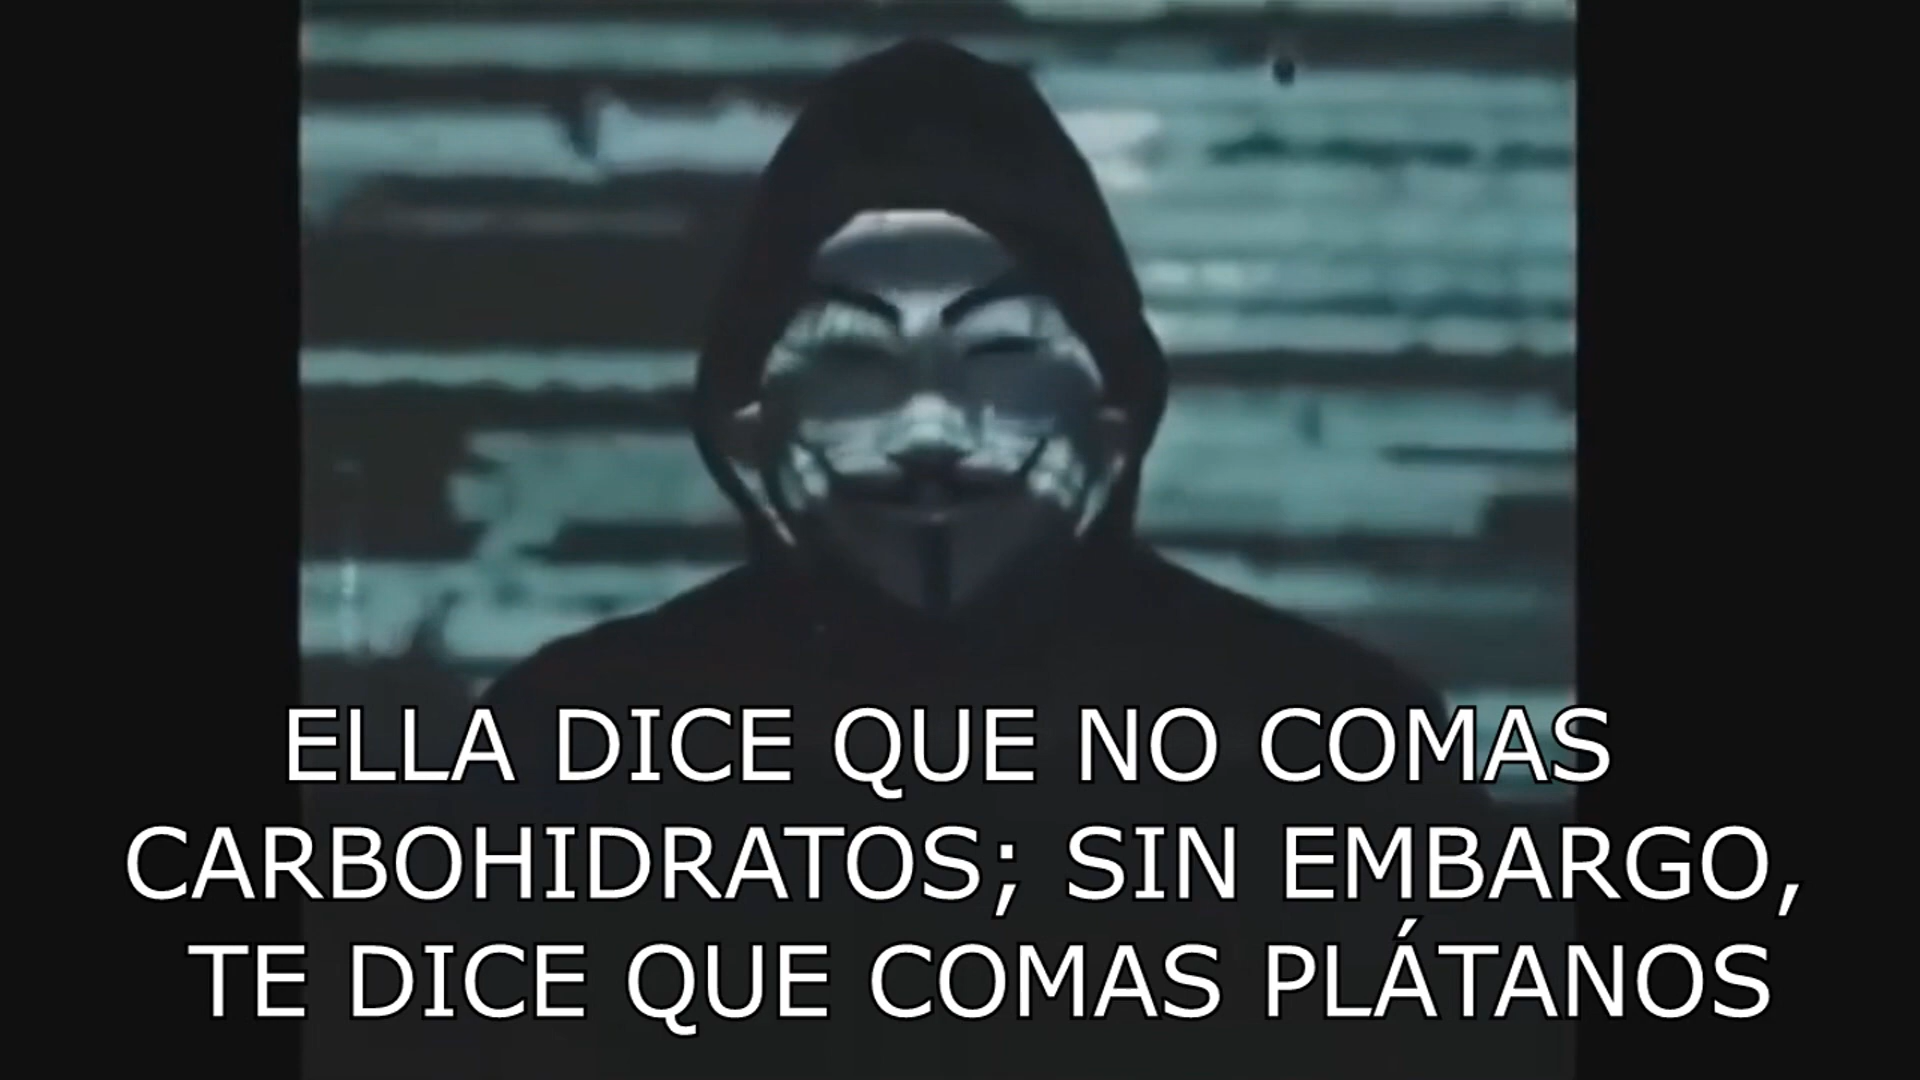 ELLA DICE QUE NO COMAS
CARBOHIDRATOS; SIN EMBARGO,
TE DICE QUE COMAS PLÁTANOS